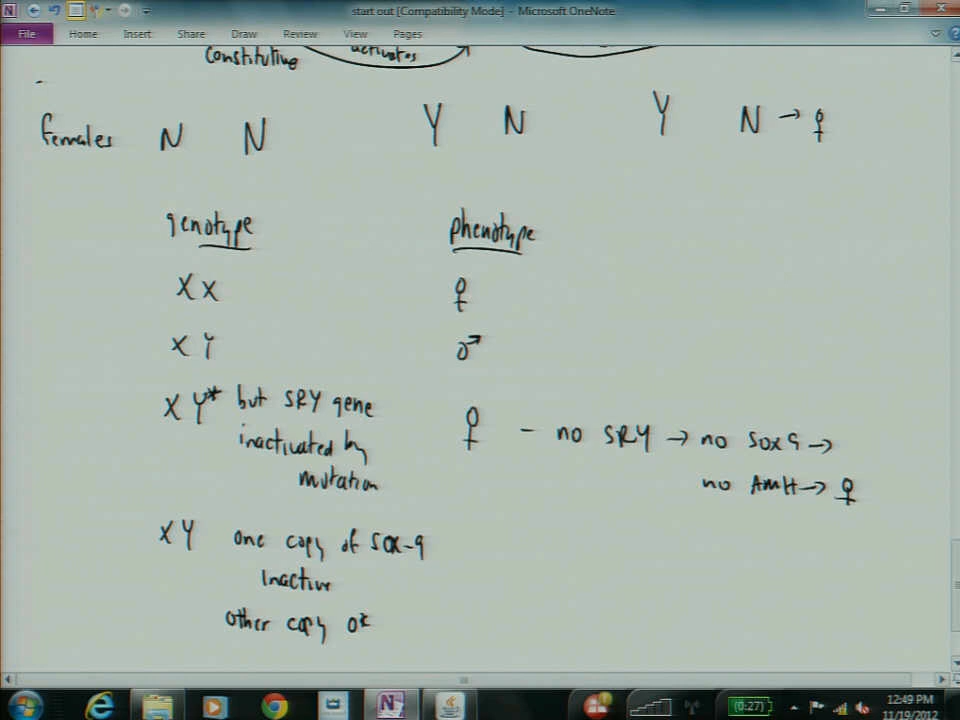 start out [Compatibility Mode] - Microsoft OneNote
File Home Insert Share Draw Review View Pages
constitutive activates
females N N Y N Y N → ♀
genotype phenotype
XX ♀
XY ♂
XY* but SRY gene ♀ - no SRY → no Sox9 →
inactivated by
mutation no AMH → ♀
XY one copy of SOX-9
inactive
other copy ok
(0:27)
12:49 PM
11/19/2012